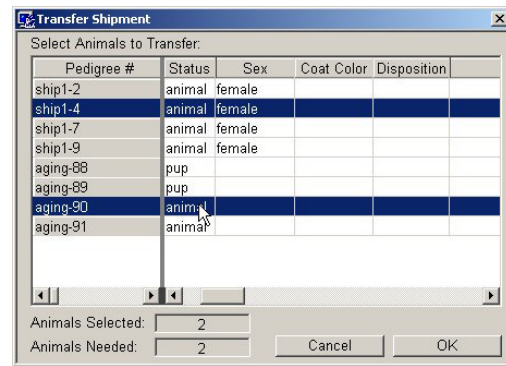 Transfer Shipment
Select Animals to Transfer:
Pedigree # Status Sex Coat Color Disposition
ship1-2 animal female
ship1-4 animal female
ship1-7 animal female
ship1-9 animal female
aging-88 pup
aging-89 pup
aging-90 animal
aging-91 animal
Animals Selected: 2
Animals Needed: 2 Cancel OK